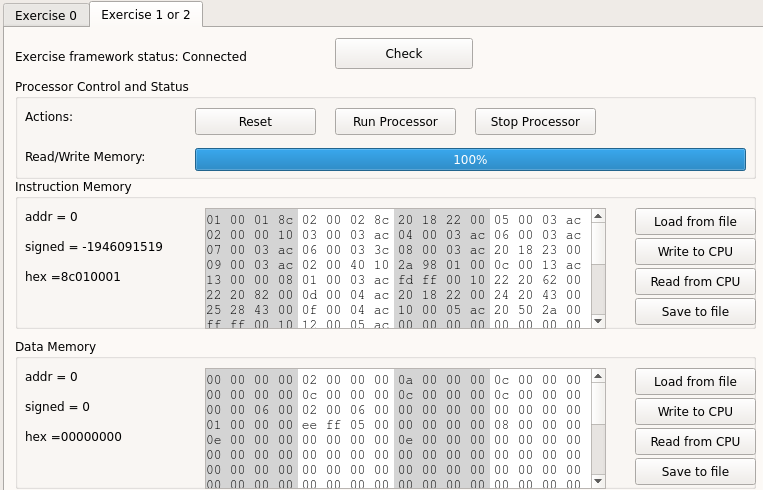 Exercise 0
Exercise 1 or 2
Exercise framework status: Connected
Check
Processor Control and Status
Actions:
Reset
Run Processor
Stop Processor
Read/Write Memory:
100%
Instruction Memory
addr = 0
signed = -1946091519
hex =8c010001
01 00 01 8c 02 00 02 8c 20 18 22 00 05 00 03 ac
02 00 00 10 03 00 03 ac 04 00 03 ac 06 00 03 ac
07 00 03 ac 06 00 03 3c 08 00 03 ac 20 18 23 00
09 00 03 ac 02 00 40 10 2a 98 01 00 0c 00 13 ac
13 00 00 08 01 00 03 ac fd ff 00 10 22 20 62 00
22 20 82 00 0d 00 04 ac 20 18 22 00 24 20 43 00
25 28 43 00 0f 00 04 ac 10 00 05 ac 20 50 2a 00
ff ff 00 10 12 00 05 ac 00 00 00 00 00 00 00 00
Load from file
Write to CPU
Read from CPU
Save to file
Data Memory
addr = 0
signed = 0
hex =00000000
00 00 00 00 02 00 00 00 0a 00 00 00 0c 00 00 00
00 00 00 00 0c 00 00 00 0c 00 00 00 0c 00 00 00
00 00 06 00 02 00 06 00 00 00 00 00 00 00 00 00
01 00 00 00 ee ff 05 00 00 00 00 00 08 00 00 00
0e 00 00 00 00 00 00 00 0e 00 00 00 00 00 00 00
00 00 00 00 00 00 00 00 00 00 00 00 00 00 00 00
00 00 00 00 00 00 00 00 00 00 00 00 00 00 00 00
00 00 00 00 00 00 00 00 00 00 00 00 00 00 00 00
Load from file
Write to CPU
Read from CPU
Save to file